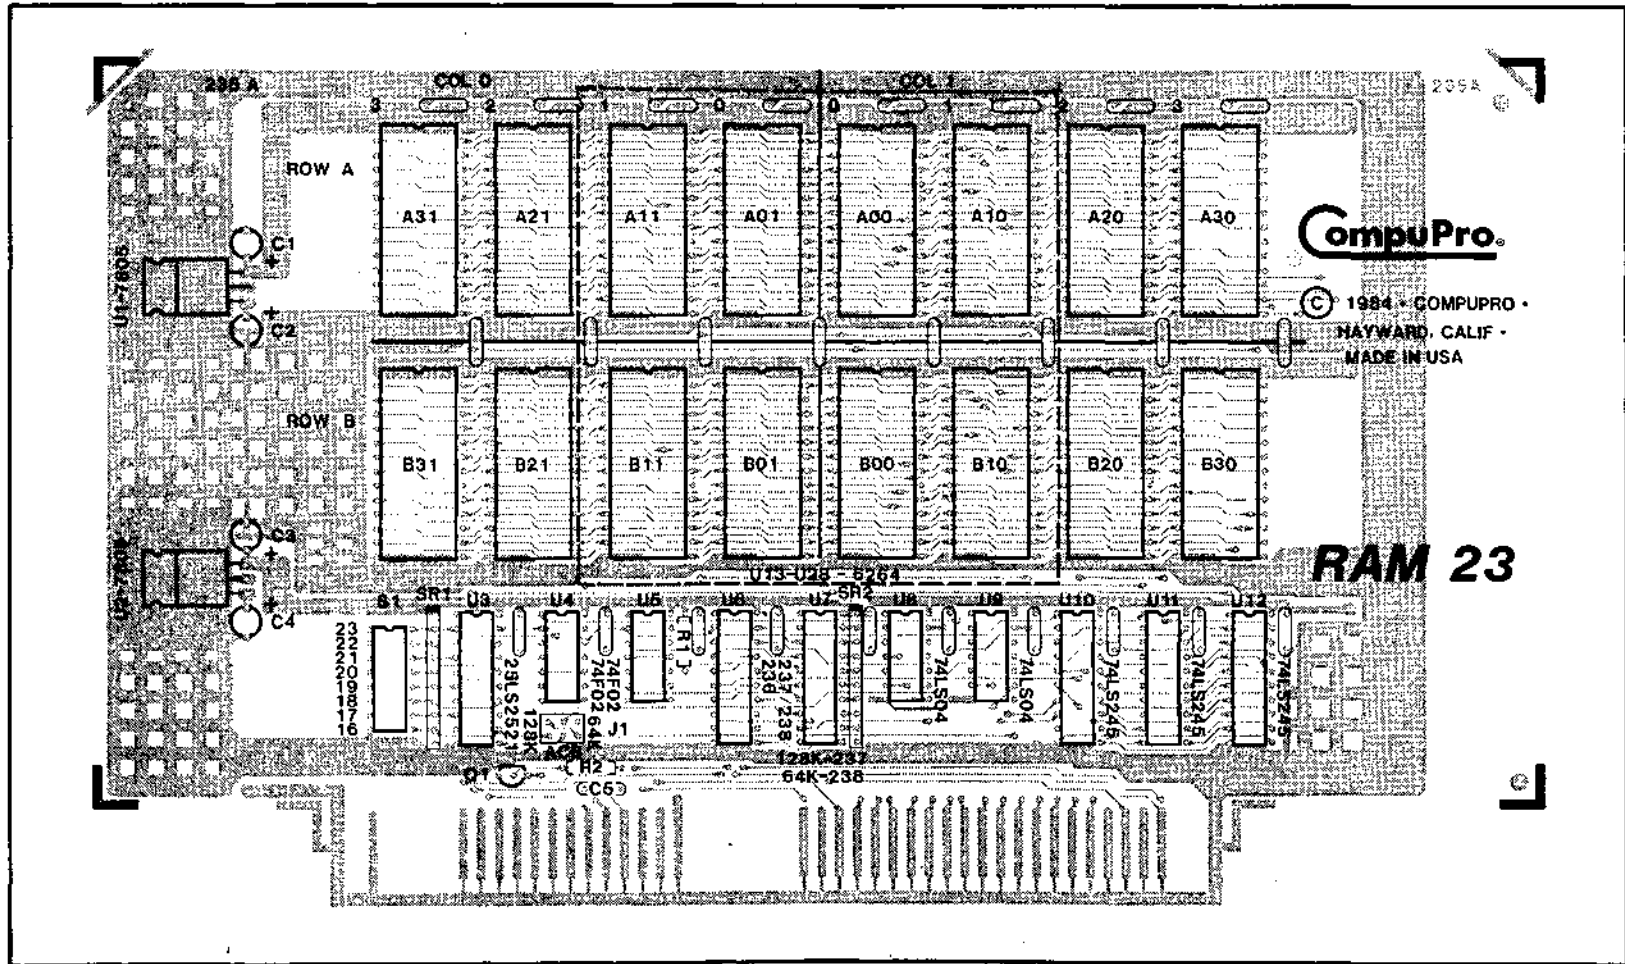 235 A COL 0 COL 1 235A
3 2 1 0 0 1 2 3
ROW A
A31 A21 A11 A01 A00 A10 A20 A30
CompuPro®
U1-7805
C1
+
+
C2
© 1984 • COMPUPRO •
HAYWARD, CALIF •
MADE IN USA
ROW B
B31 B21 B11 B01 B00 B10 B20 B30
C3
+
U2-7805
+
C4
RAM 23
U13-U28 - 6264
S1 SR1 U3 U4 U5 U6 U7 SR2 U8 U9 U10 U11 U12
23
22
21
20
19
18
17
16
25LS2521
74F02
74F02
R1
236
237/238
74LS04
74LS04
74LS245
74LS245
74LS245
128K
64K
J1
Q1
C5
128K-237
64K-238